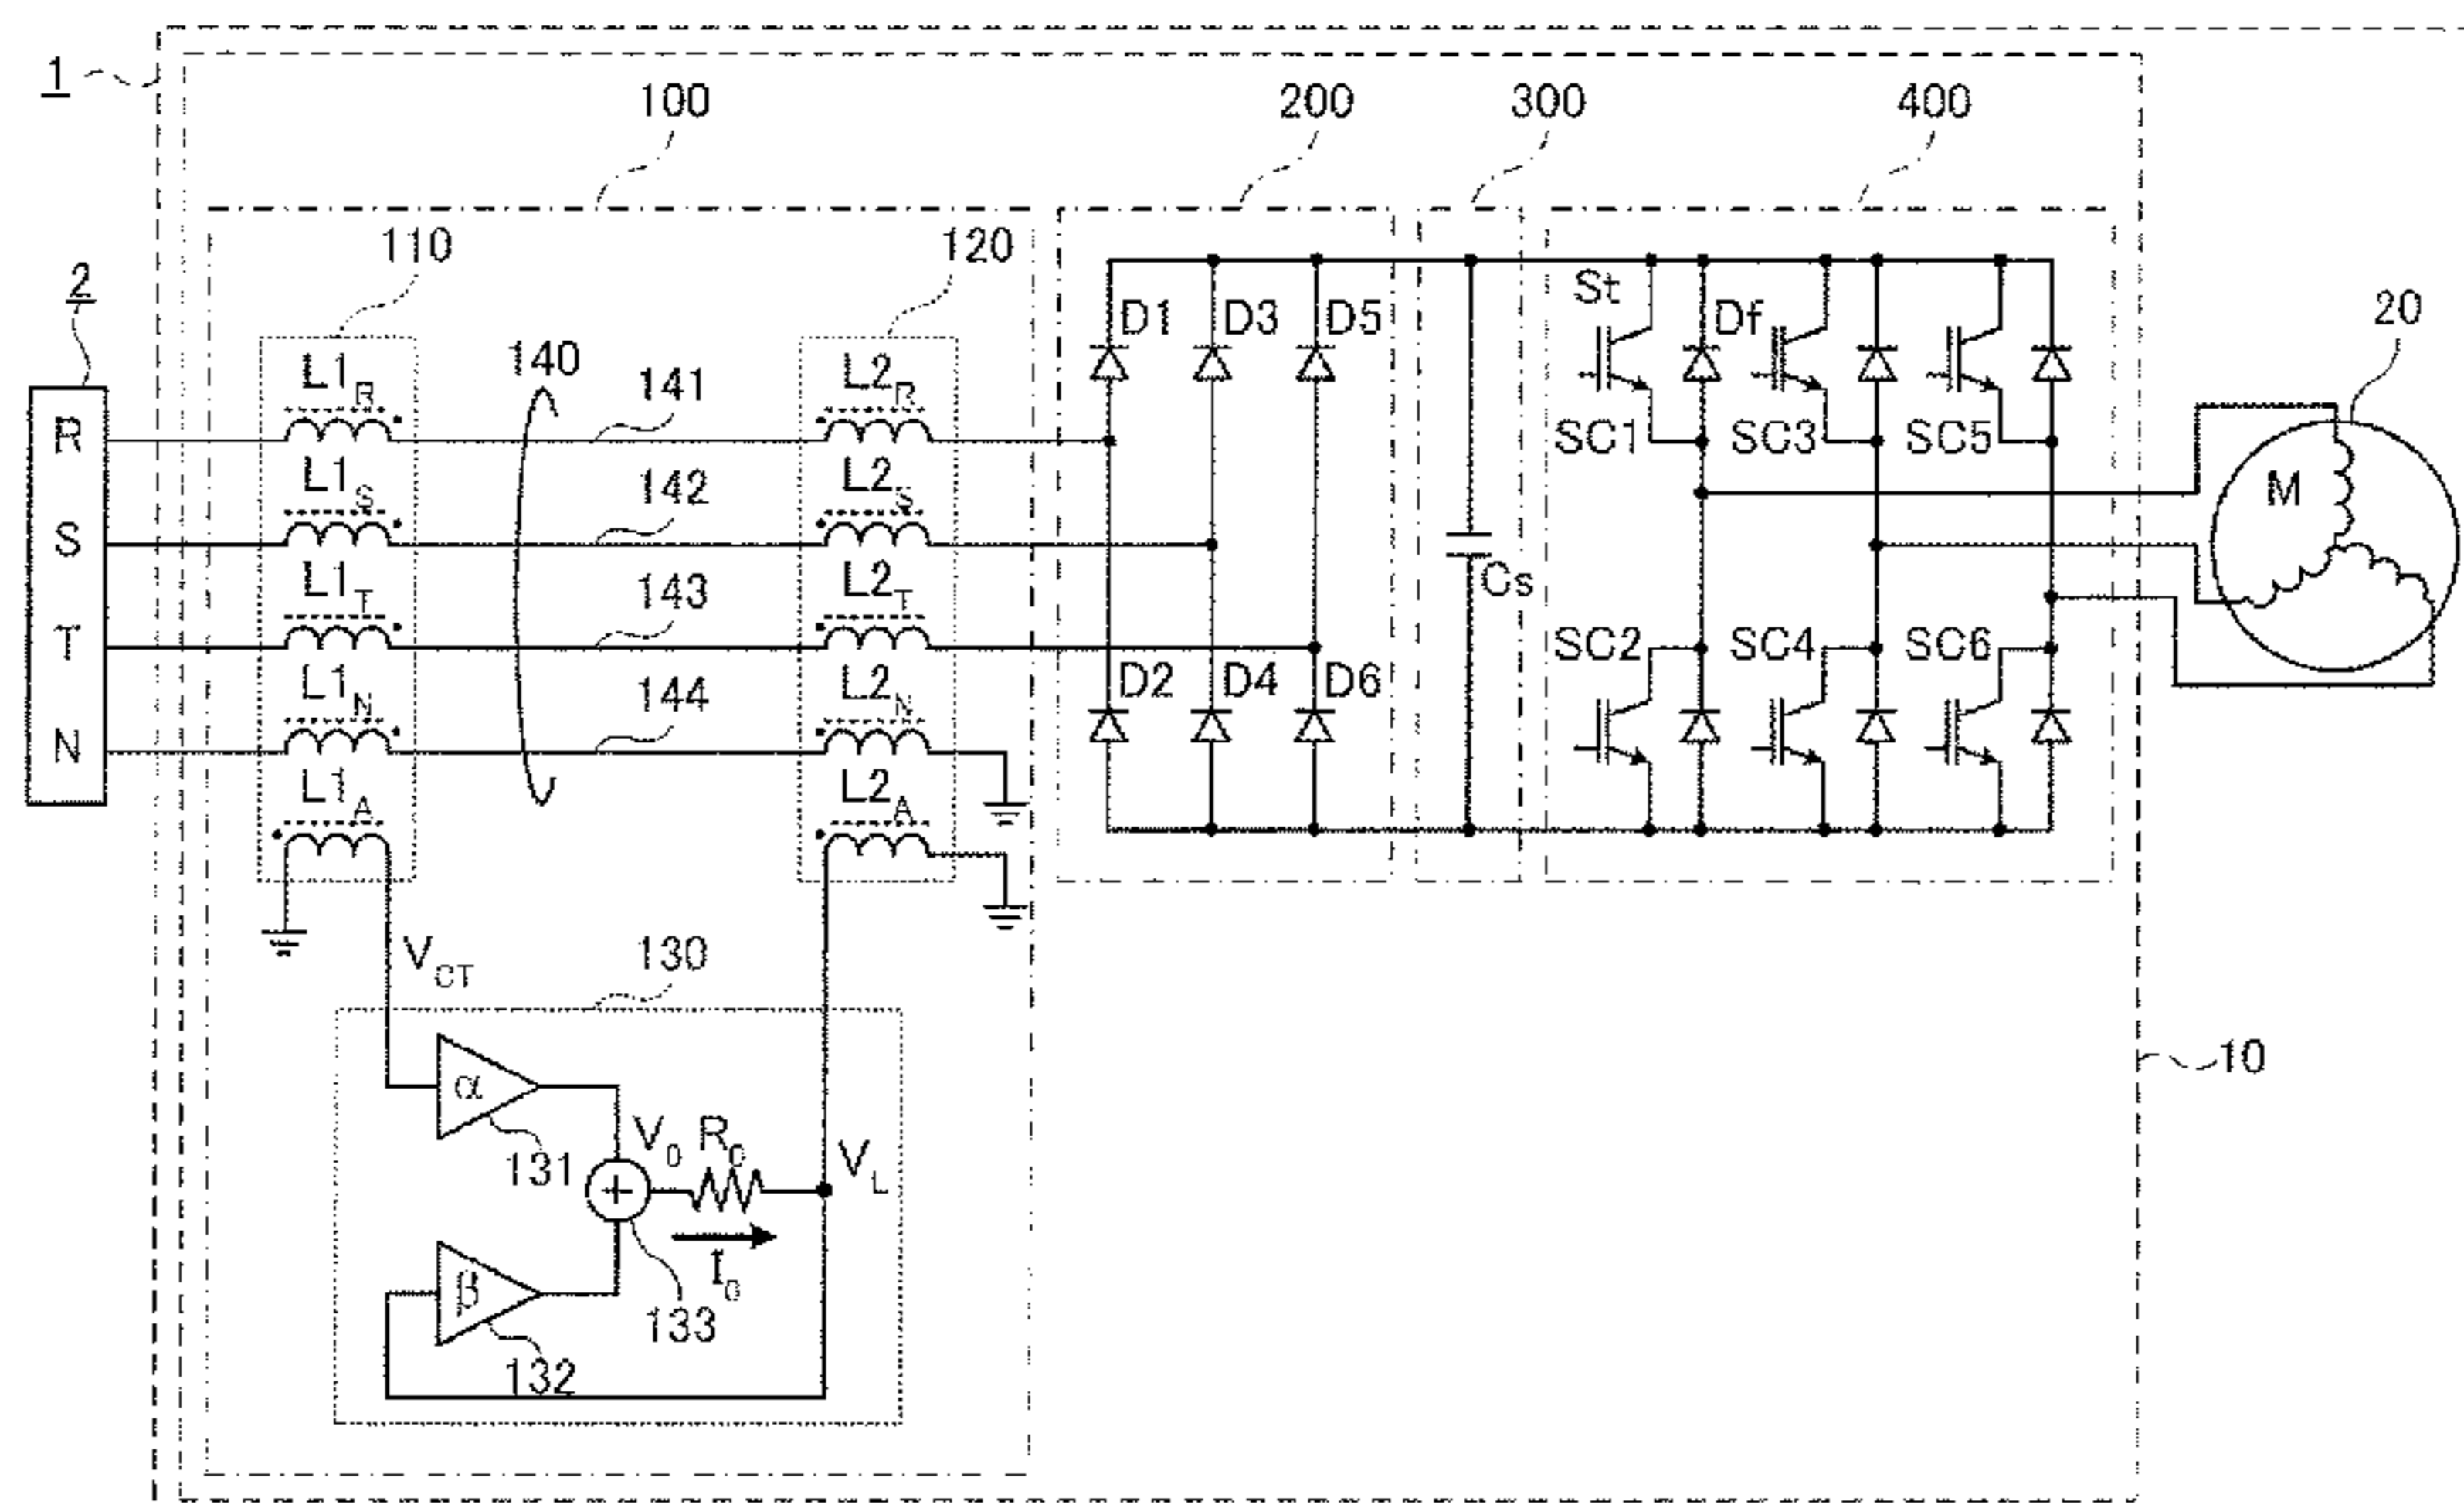 1
100
200
300
400
110
120
2
140
20
L1R
L2R
D1
D3
D5
St
Df
R
141
SC1
SC3
SC5
L1S
L2S
142
M
S
L1T
L2T
143
Cs
T
SC2
SC4
SC6
L1N
L2N
144
D2
D4
D6
N
L1A
L2A
VCT
130
10
α
131
V0
R0
VL
I0
β
132
133